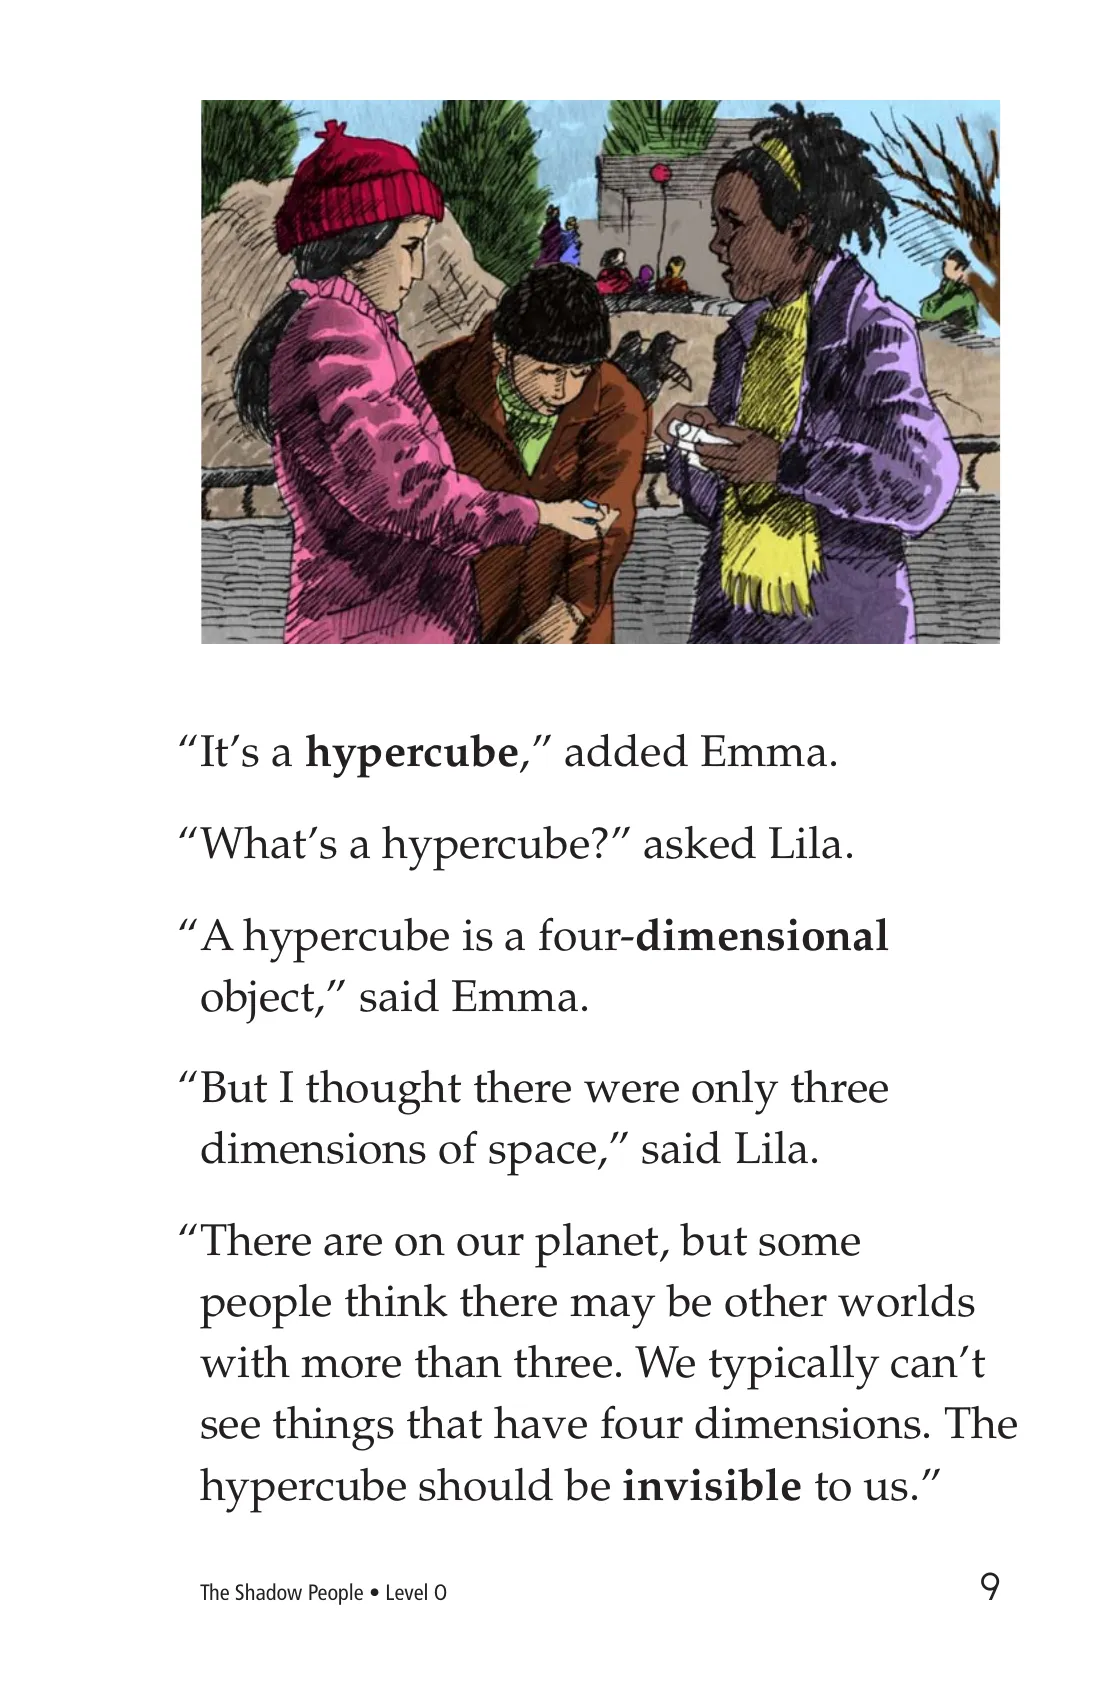 “It’s a hypercube,” added Emma.
“What’s a hypercube?” asked Lila.
“A hypercube is a four-dimensional
object,” said Emma.
“But I thought there were only three
dimensions of space,” said Lila.
“There are on our planet, but some
people think there may be other worlds
with more than three. We typically can’t
see things that have four dimensions. The
hypercube should be invisible to us.”
The Shadow People • Level O 9